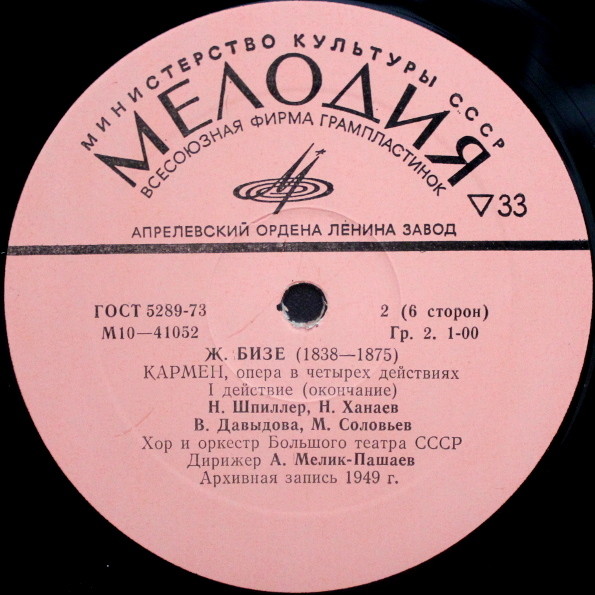 МИНИСТЕРСТВО КУЛЬТУРЫ СССР
МЕЛОДИЯ
ВСЕСОЮЗНАЯ ФИРМА ГРАМПЛАСТИНОК
▽33
АПРЕЛЕВСКИЙ ОРДЕНА ЛЕНИНА ЗАВОД
ГОСТ 5289-73 2 (6 сторон)
М10—41052 Гр. 2. 1-00
Ж. БИЗЕ (1838—1875)
КАРМЕН, опера в четырех действиях
I действие (окончание)
Н. Шпиллер, Н. Ханаев
В. Давыдова, М. Соловьев
Хор и оркестр Большого театра СССР
Дирижер А. Мелик-Пашаев
Архивная запись 1949 г.